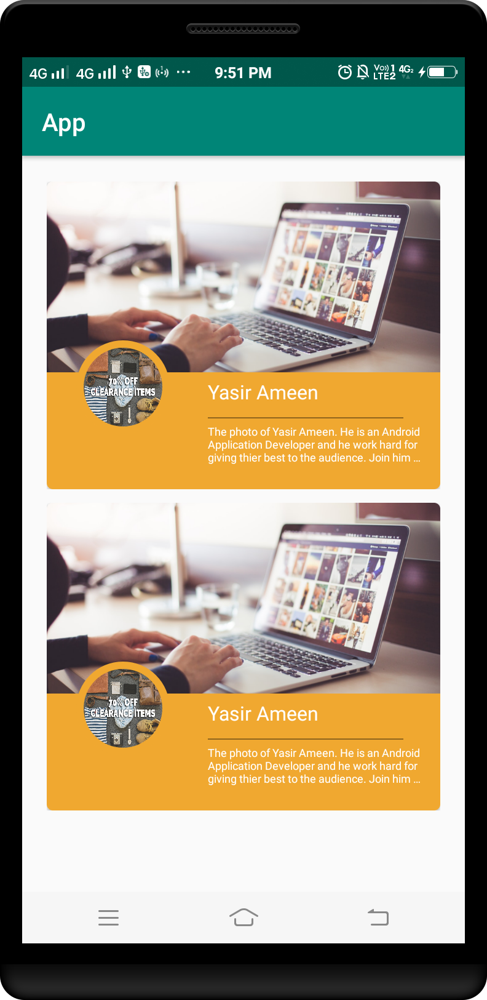 4G 4G 9:51 PM Vo)) 1 LTE2 4G2
App
70% OFF
CLEARANCE ITEMS
Yasir Ameen
The photo of Yasir Ameen. He is an Android
Application Developer and he work hard for
giving thier best to the audience. Join him ...
70% OFF
CLEARANCE ITEMS
Yasir Ameen
The photo of Yasir Ameen. He is an Android
Application Developer and he work hard for
giving thier best to the audience. Join him ...